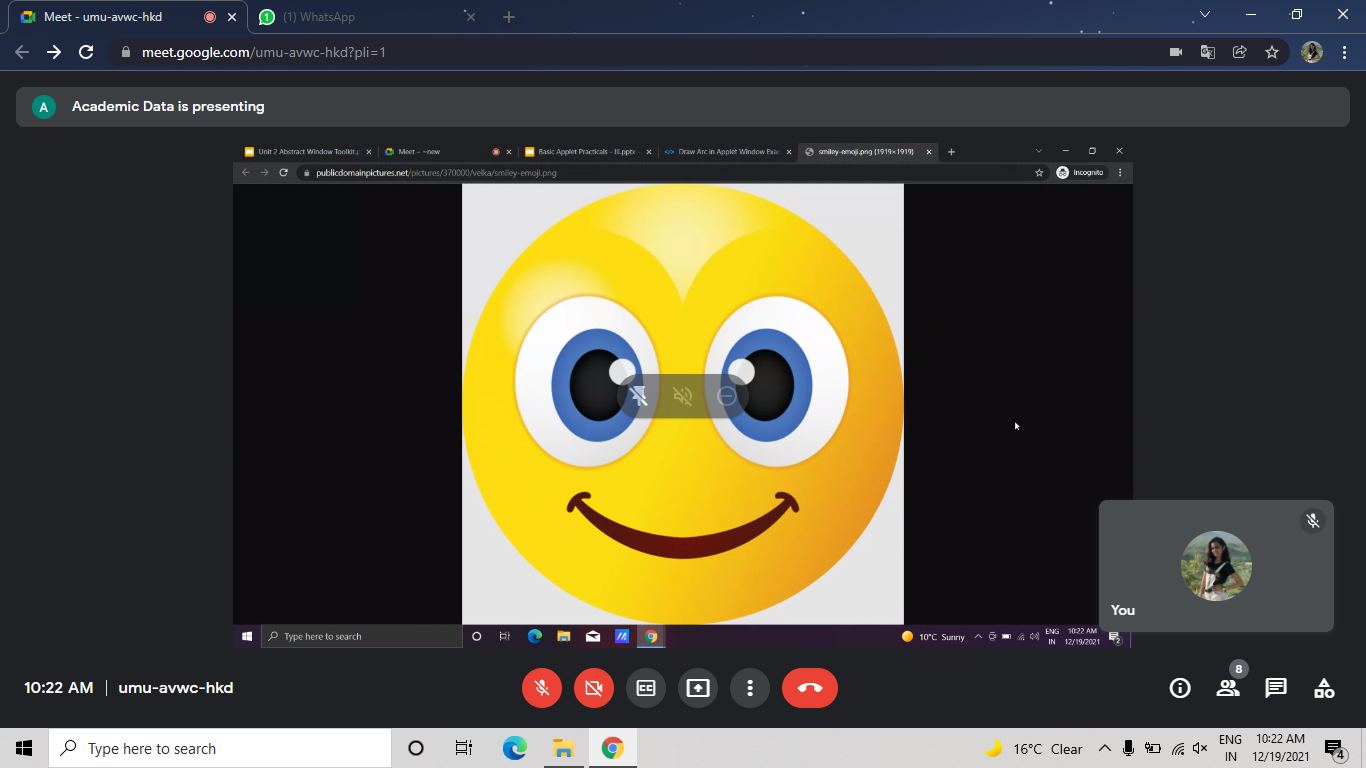 Meet - umu-avwc-hkd
1
(1) WhatsApp
meet.google.com/umu-avwc-hkd?pli=1
A
Academic Data is presenting
Unit 2 Abstract Window Toolkit.p
Meet – ~new
Basic Applet Practicals - III.pptx -
Draw Arc in Applet Window Exa
smiley-emoji.png (1919×1919)
publicdomainpictures.net/pictures/370000/velka/smiley-emoji.png
Incognito
You
Type here to search
10°C Sunny
ENG
IN
10:22 AM
12/19/2021
2
10:22 AM
umu-avwc-hkd
CC
8
Type here to search
16°C Clear
ENG
IN
10:22 AM
12/19/2021
4